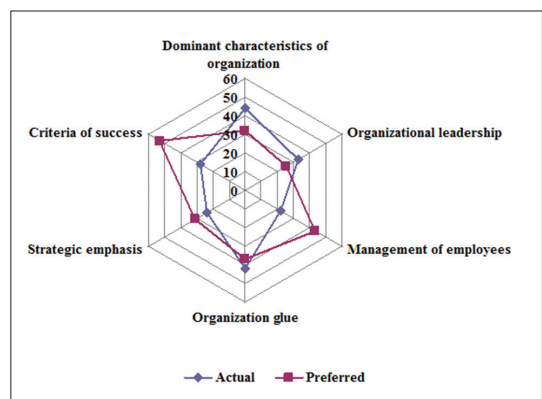 Dominant characteristics of
organization
60
50
40
30
20
10
0
Criteria of success
Organizational leadership
Strategic emphasis
Management of employees
Organization glue
Actual
Preferred